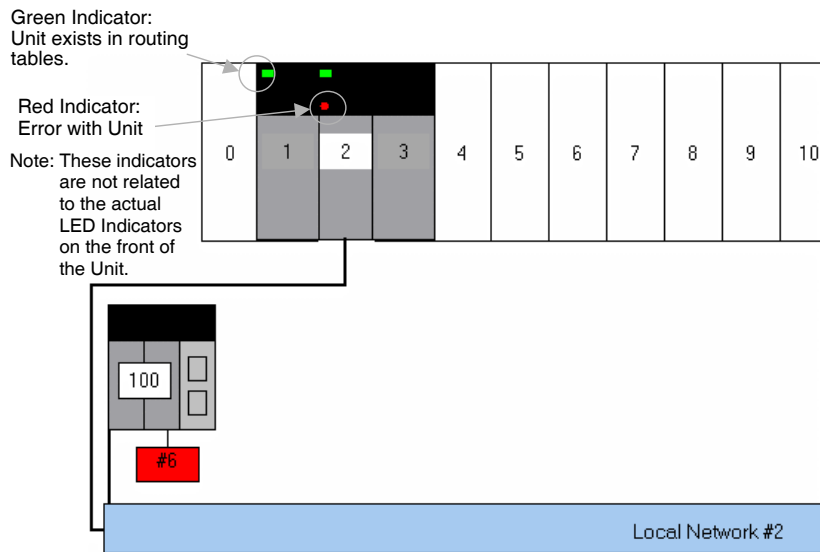 Green Indicator:
Unit exists in routing
tables.
Red Indicator:
Error with Unit
Note: These indicators
are not related
to the actual
LED Indicators
on the front of
the Unit.
0 1 2 3 4 5 6 7 8 9 10
100
#6
Local Network #2